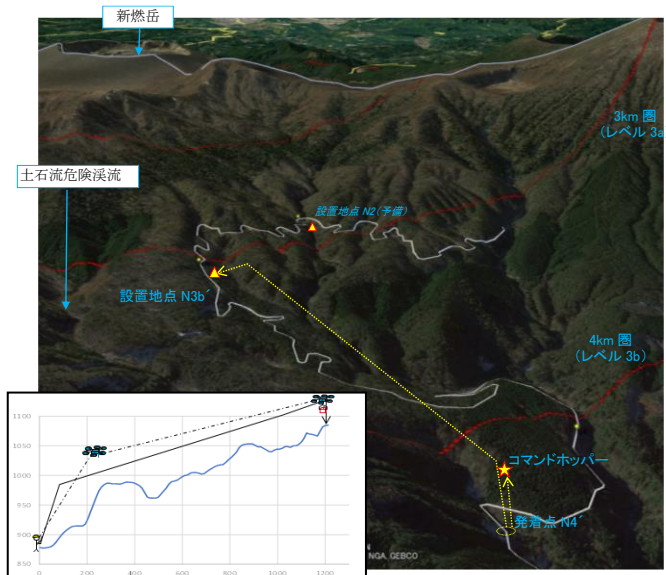 新燃岳
3km 圏
(レベル 3a
土石流危険渓流
設置地点 N2(予備)
設置地点 N3b´
4km 圏
(レベル 3b)
コマンドホッパー
発着点 N4´
NGA, GEBCO
1100
1050
1000
950
900
850
0
200
400
600
800
1000
1200